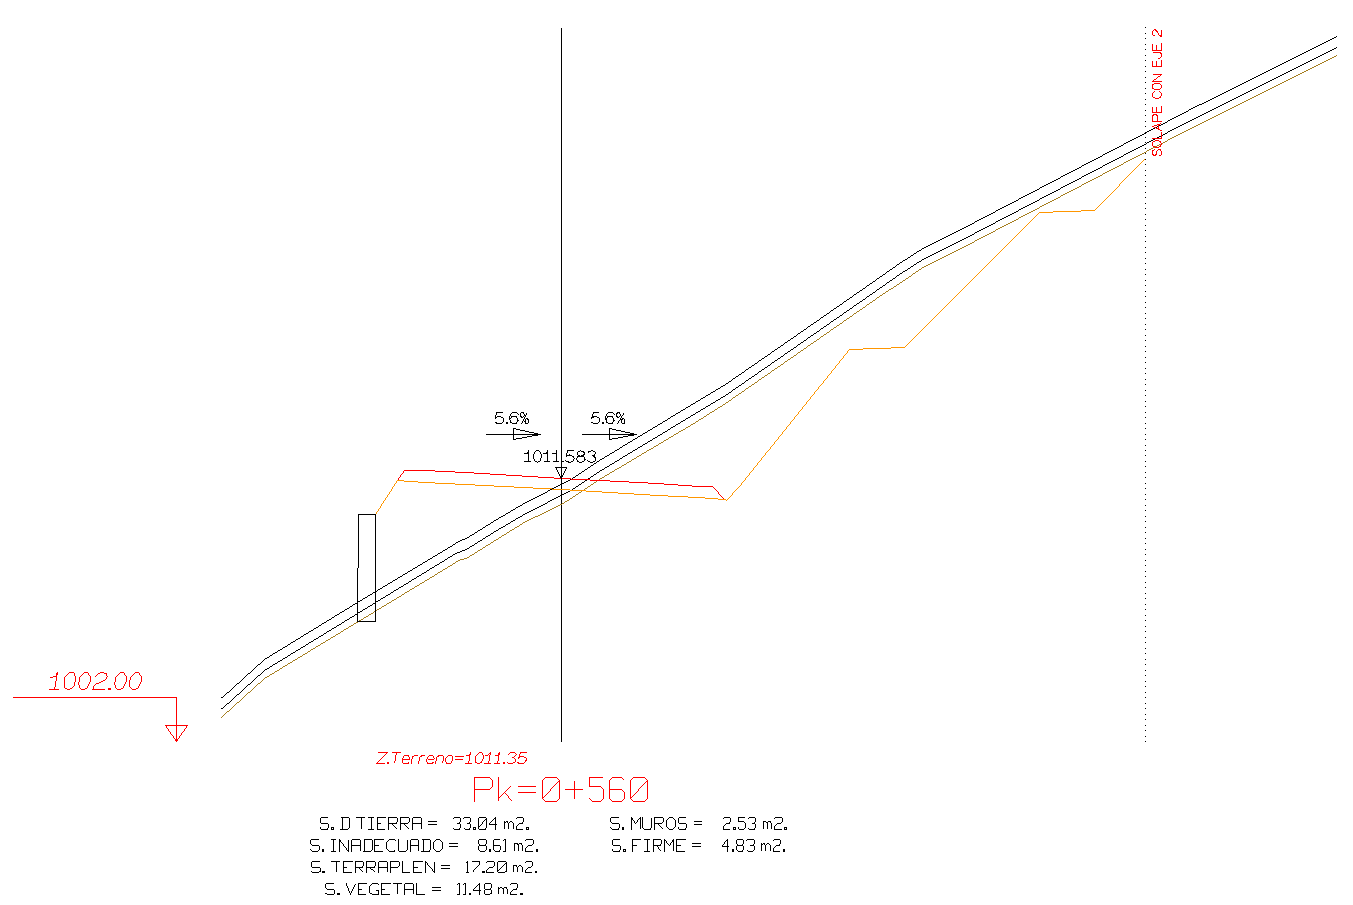 SOLAPE CON EJE 2
5.6% 5.6%
1011.583
1002.00
Z.Terreno=1011.35
Pk=0+560
S. D TIERRA = 33.04 m2. S. MUROS = 2.53 m2.
S. INADECUADO = 8.61 m2. S. FIRME = 4.83 m2.
S. TERRAPLEN = 17.20 m2.
S. VEGETAL = 11.48 m2.